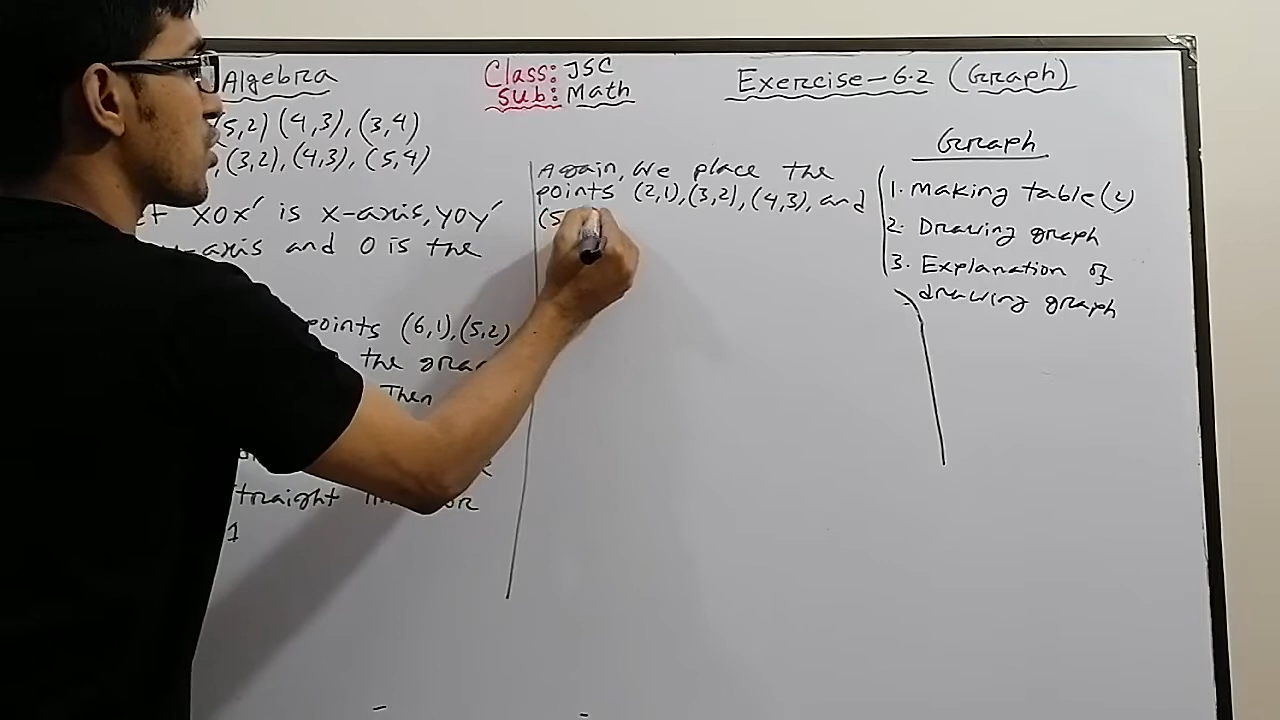 Algebra
Class: JSC
Sub: Math
Exercise-6.2 (Graph)
(5,2) (4,3), (3,4)
, (3,2), (4,3), (5,4)
XOX' is x-axis, YOY'
-axis and O is the
points (6,1), (5,2)
the
Then
straight
1
Again, We place the
points (2,1), (3,2), (4,3), and
(5
Graph
1. Making table(2)
2. Drawing graph
3. Explanation of
drawing graph